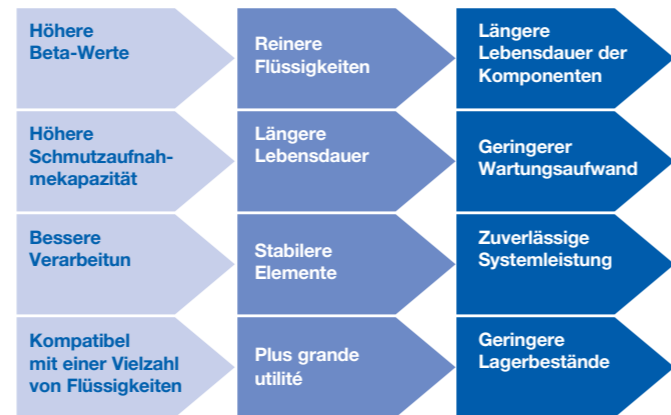 Höhere
Beta-Werte
Reinere
Flüssigkeiten
Längere
Lebensdauer der
Komponenten
Höhere
Schmutzaufnah-
mekapazität
Längere
Lebensdauer
Geringerer
Wartungsaufwand
Bessere
Verarbeitun
Stabilere
Elemente
Zuverlässige
Systemleistung
Kompatibel
mit einer Vielzahl
von Flüssigkeiten
Plus grande
utilité
Geringere
Lagerbestände